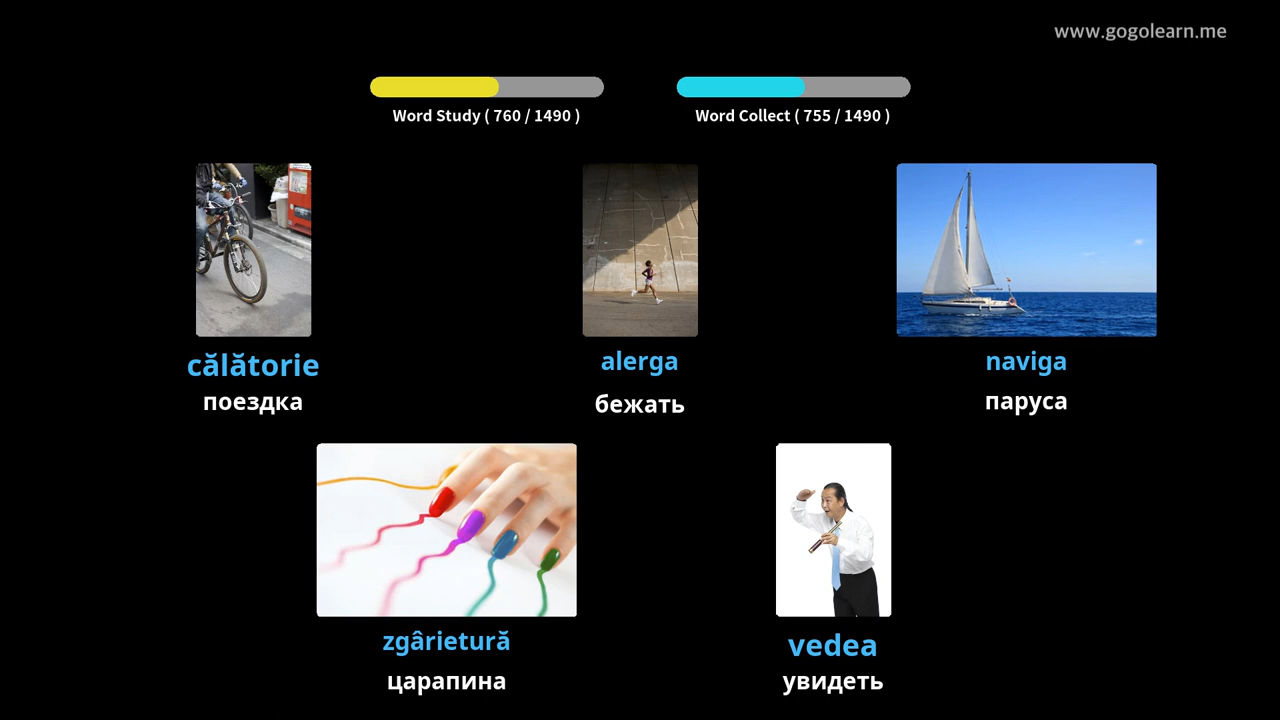 www.gogolearn.me
Word Study ( 760 / 1490 )
Word Collect ( 755 / 1490 )
călătorie
поездка
alerga
бежать
naviga
паруса
zgârietură
царапина
vedea
увидеть